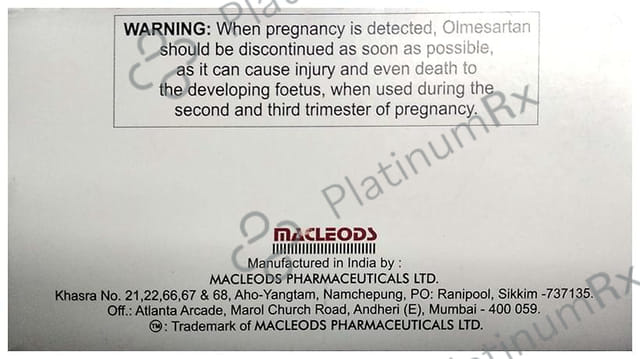 WARNING: When pregnancy is detected, Olmesartan
should be discontinued as soon as possible,
as it can cause injury and even death to
the developing foetus, when used during the
second and third trimester of pregnancy.
PlatinumRx
PlatinumRx
MACLEODS
Manufactured in India by :
MACLEODS PHARMACEUTICALS LTD.
Khasra No. 21,22,66,67 & 68, Aho-Yangtam, Namchepung, PO: Ranipool, Sikkim -737135.
Off.: Atlanta Arcade, Marol Church Road, Andheri (E), Mumbai - 400 059.
TM: Trademark of MACLEODS PHARMACEUTICALS LTD.
PlatinumRx